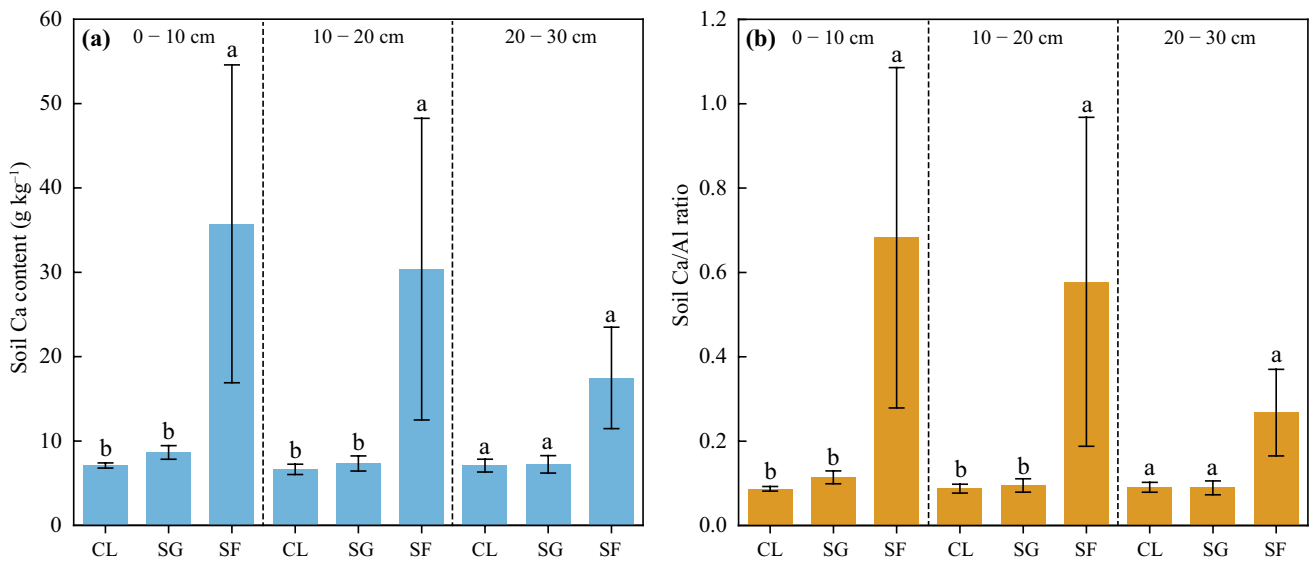 (a)
0 − 10 cm
10 − 20 cm
20 − 30 cm
Soil Ca content (g kg⁻¹)
60
50
40
30
20
10
0
b
b
a
b
b
a
a
a
a
CL
SG
SF
CL
SG
SF
CL
SG
SF
(b)
0 − 10 cm
10 − 20 cm
20 − 30 cm
Soil Ca/Al ratio
1.2
1.0
0.8
0.6
0.4
0.2
0.0
b
b
a
b
b
a
a
a
a
CL
SG
SF
CL
SG
SF
CL
SG
SF